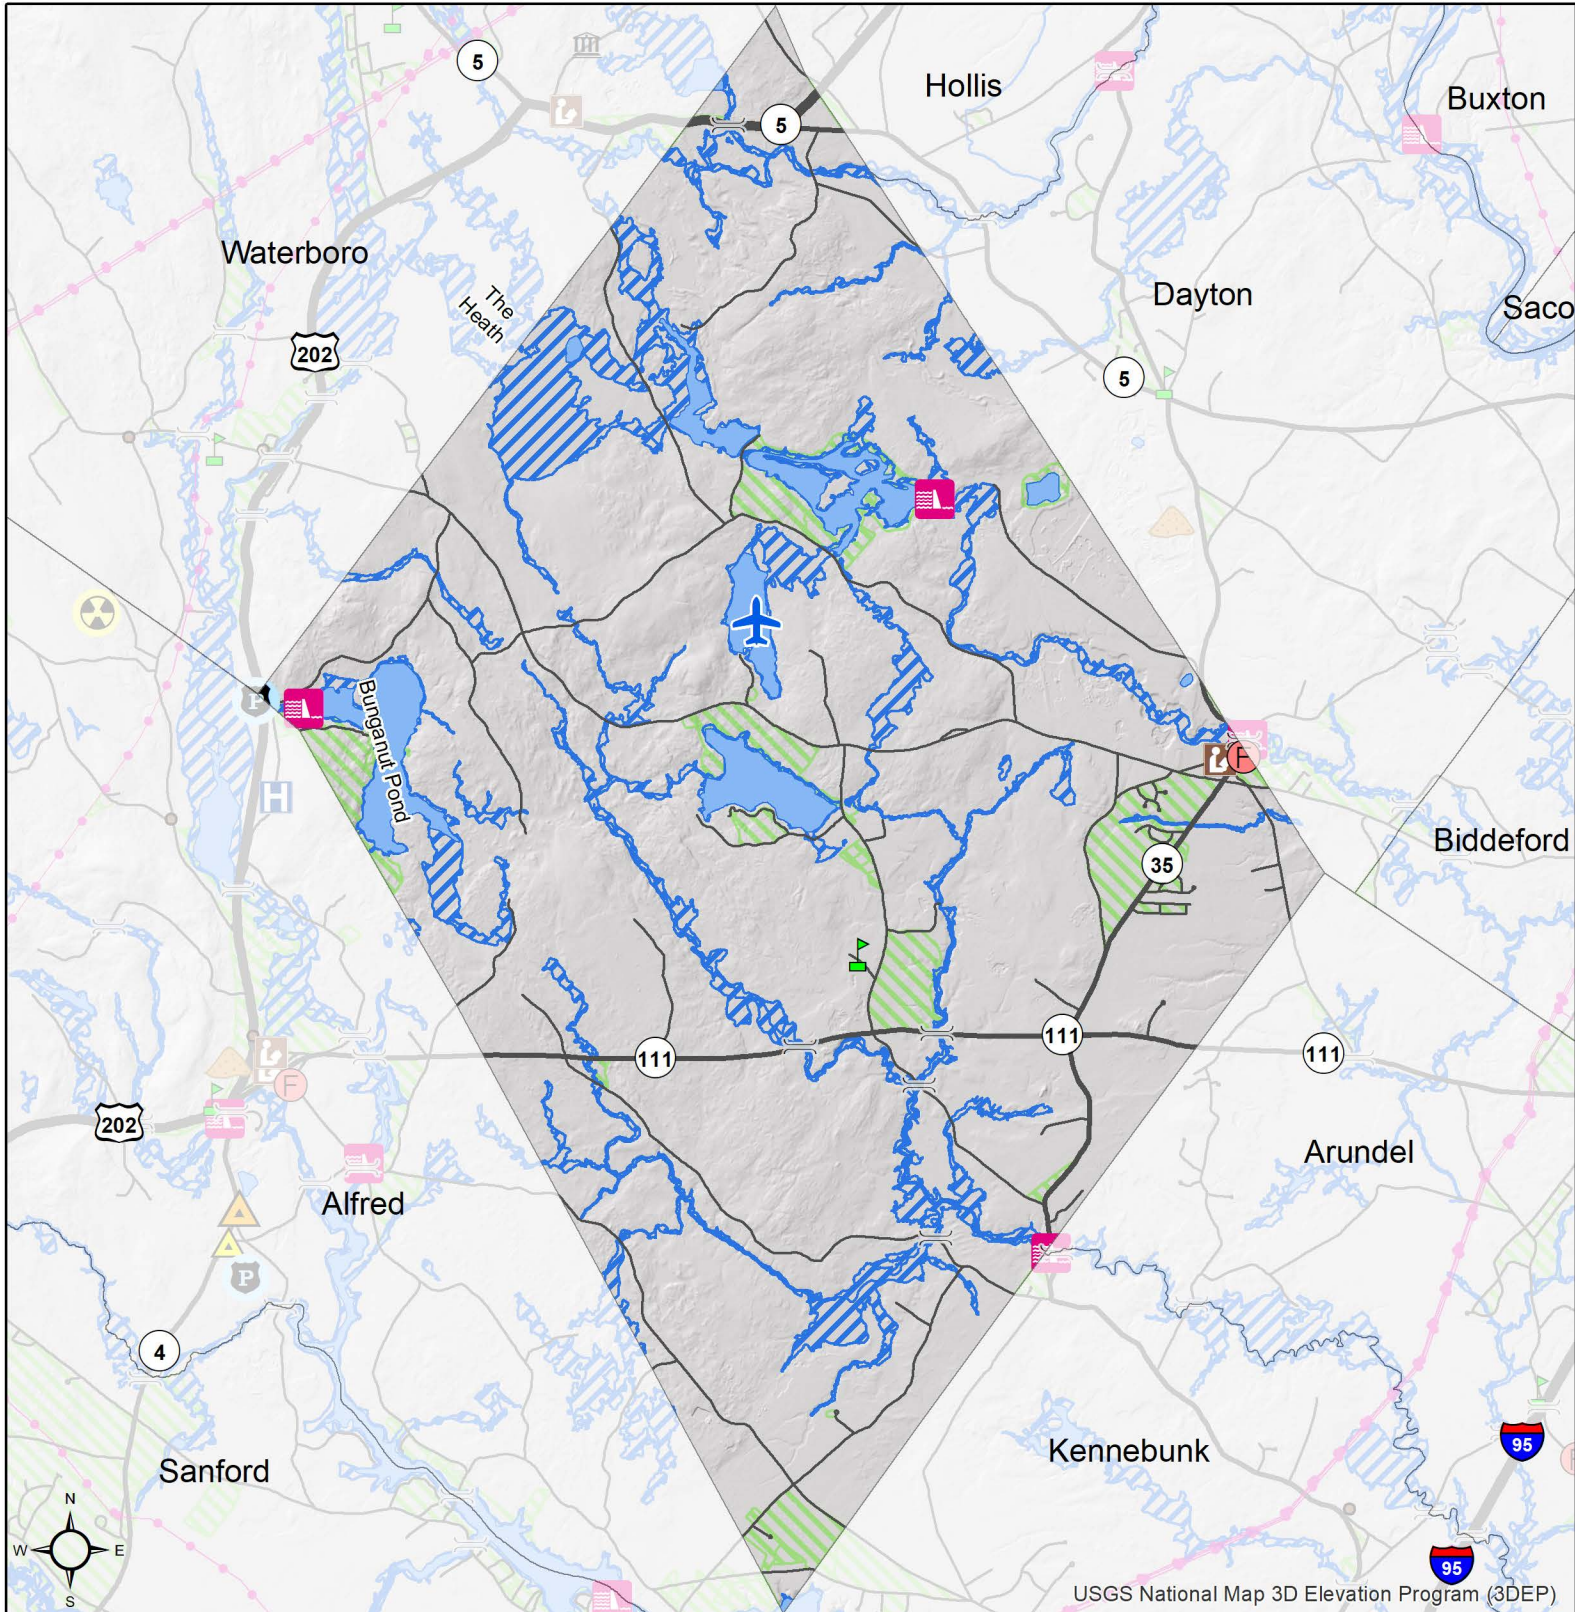 5
Hollis
Buxton
5
Waterboro
The
Heath
Dayton
Saco
202
5
Bunganut Pond
P
H
F
Biddeford
35
111
111
111
F
202
Arundel
Alfred
P
4
Kennebunk
95
Sanford
N
W
E
S
95
USGS National Map 3D Elevation Program (3DEP)